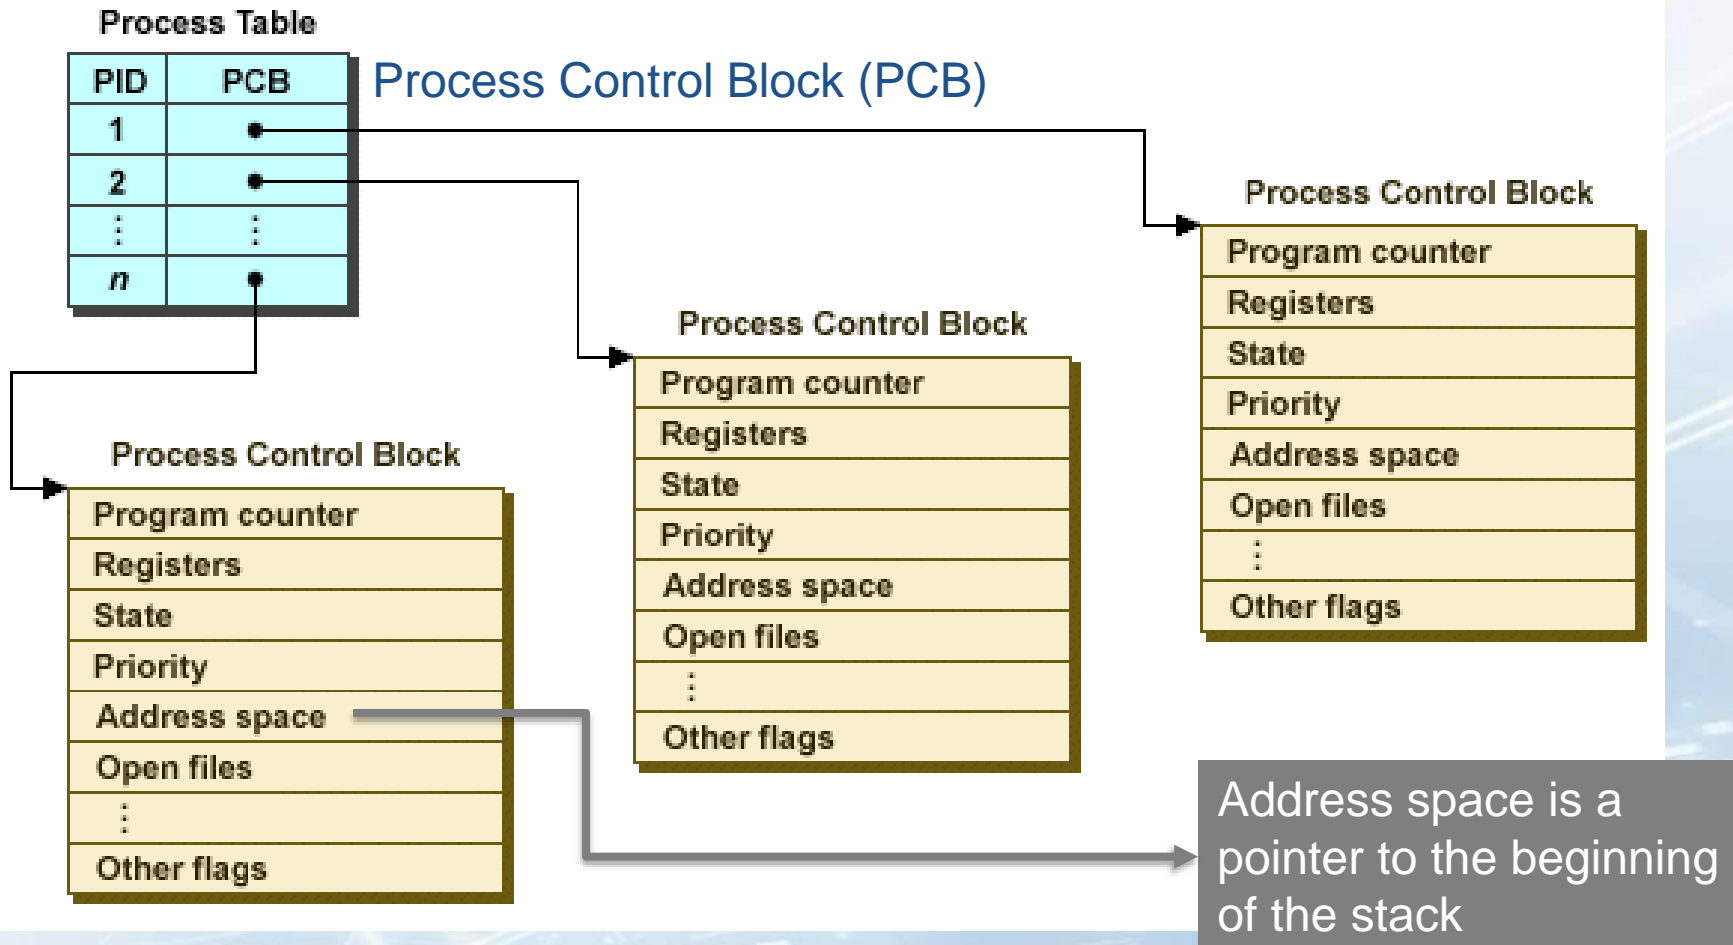 Process Table
PID PCB
1
2
⋮ ⋮
n
Process Control Block (PCB)
Process Control Block
Program counter
Registers
State
Priority
Address space
Open files
⋮
Other flags
Process Control Block
Program counter
Registers
State
Priority
Address space
Open files
⋮
Other flags
Process Control Block
Program counter
Registers
State
Priority
Address space
Open files
⋮
Other flags
Address space is a
pointer to the beginning
of the stack